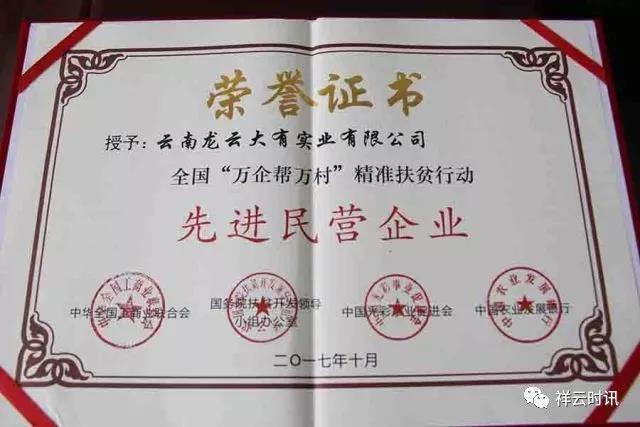 荣誉证书
授予：云南龙云大有实业有限公司
全国“万企帮万村”精准扶贫行动
先进民营企业
中华全国工商业联合会
国务院扶贫开发领导
小组办公室
中国光彩事业促进会
中国农业发展银行
二〇一七年十月
祥云时讯